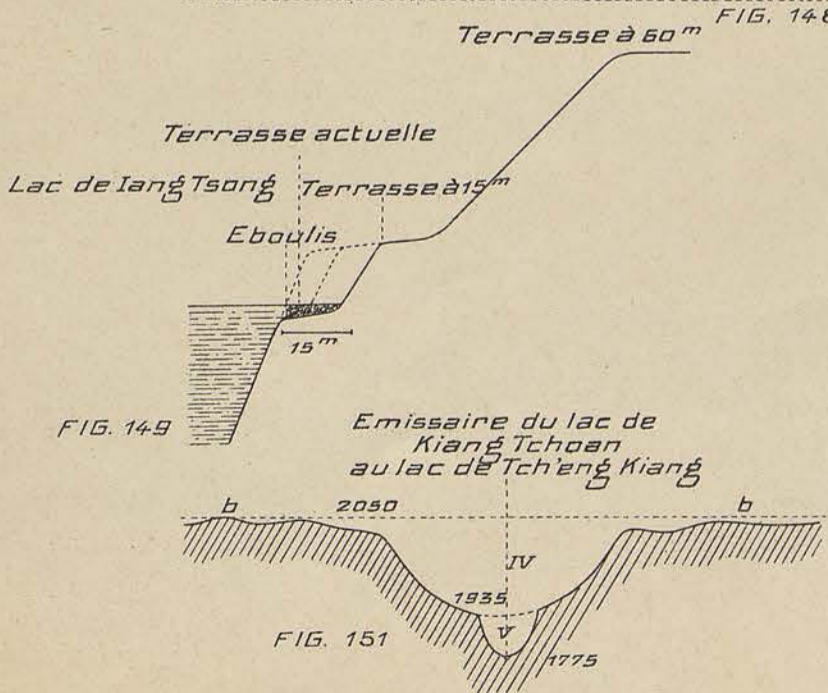 FIG. 148
Terrasse à 60 m
Terrasse actuelle
Lac de Iang Tsong
Terrasse à 15 m
Eboulis
15 m
FIG. 149
Emissaire du lac de
Kiang Tchoan
au lac de Tch'eng Kiang
b
2050
b
IV
1935
V
FIG. 151
1775